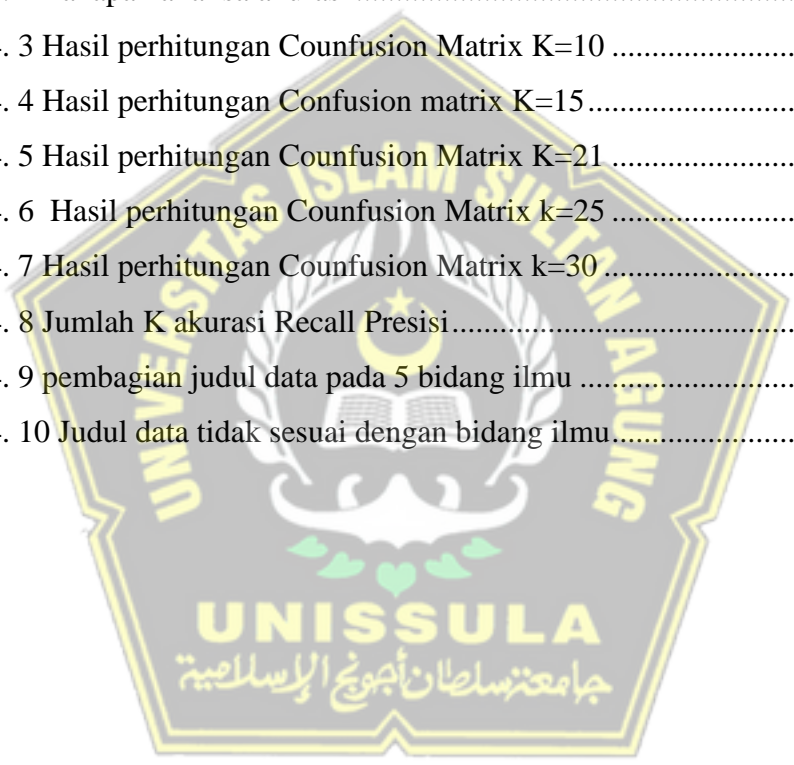 . 3 Hasil perhitungan Counfusion Matrix K=10 ........................
. 4 Hasil perhitungan Confusion matrix K=15 ........................
. 5 Hasil perhitungan Counfusion Matrix K=21 ........................
. 6 Hasil perhitungan Counfusion Matrix k=25 ........................
. 7 Hasil perhitungan Counfusion Matrix k=30 ........................
. 8 Jumlah K akurasi Recall Presisi ............................................
. 9 pembagian judul data pada 5 bidang ilmu ............................
. 10 Judul data tidak sesuai dengan bidang ilmu ........................
UNIVERSITAS ISLAM SULTAN AGUNG
UNISSULA
جامعتنسلطان أجونج الإسلامية